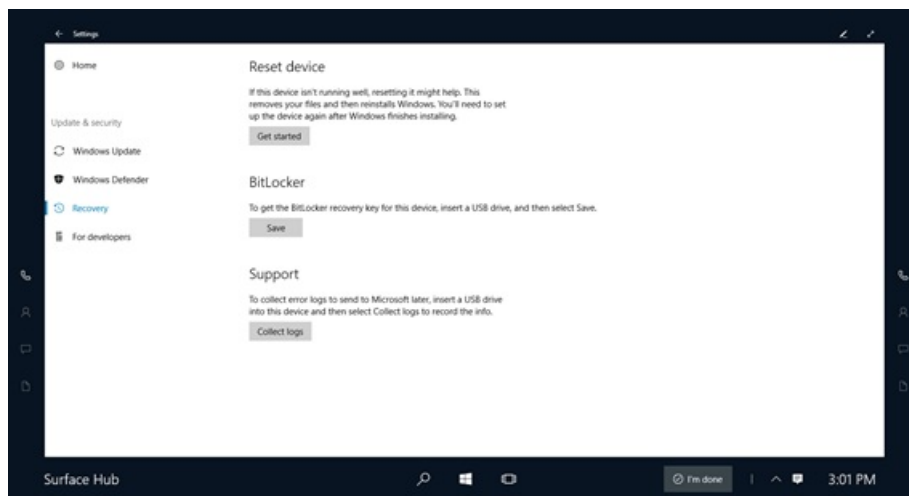 Settings
Home
Update & security
Windows Update
Windows Defender
Recovery
For developers
Reset device
If this device isn't running well, resetting it might help. This
removes your files and then reinstalls Windows. You'll need to set
up the device again after Windows finishes installing.
Get started
BitLocker
To get the BitLocker recovery key for this device, insert a USB drive, and then select Save.
Save
Support
To collect error logs to send to Microsoft later, insert a USB drive
into this device and then select Collect logs to record the info.
Collect logs
Surface Hub
I'm done
3:01 PM